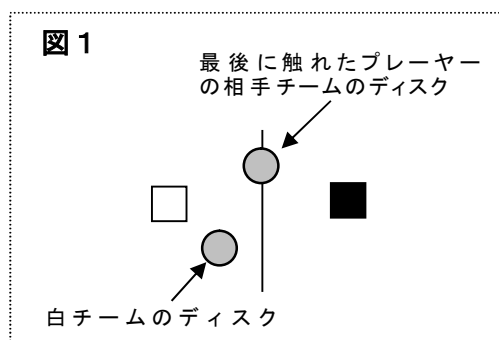 図1
最後に触れたプレーヤー
の相手チームのディスク
白チームのディスク